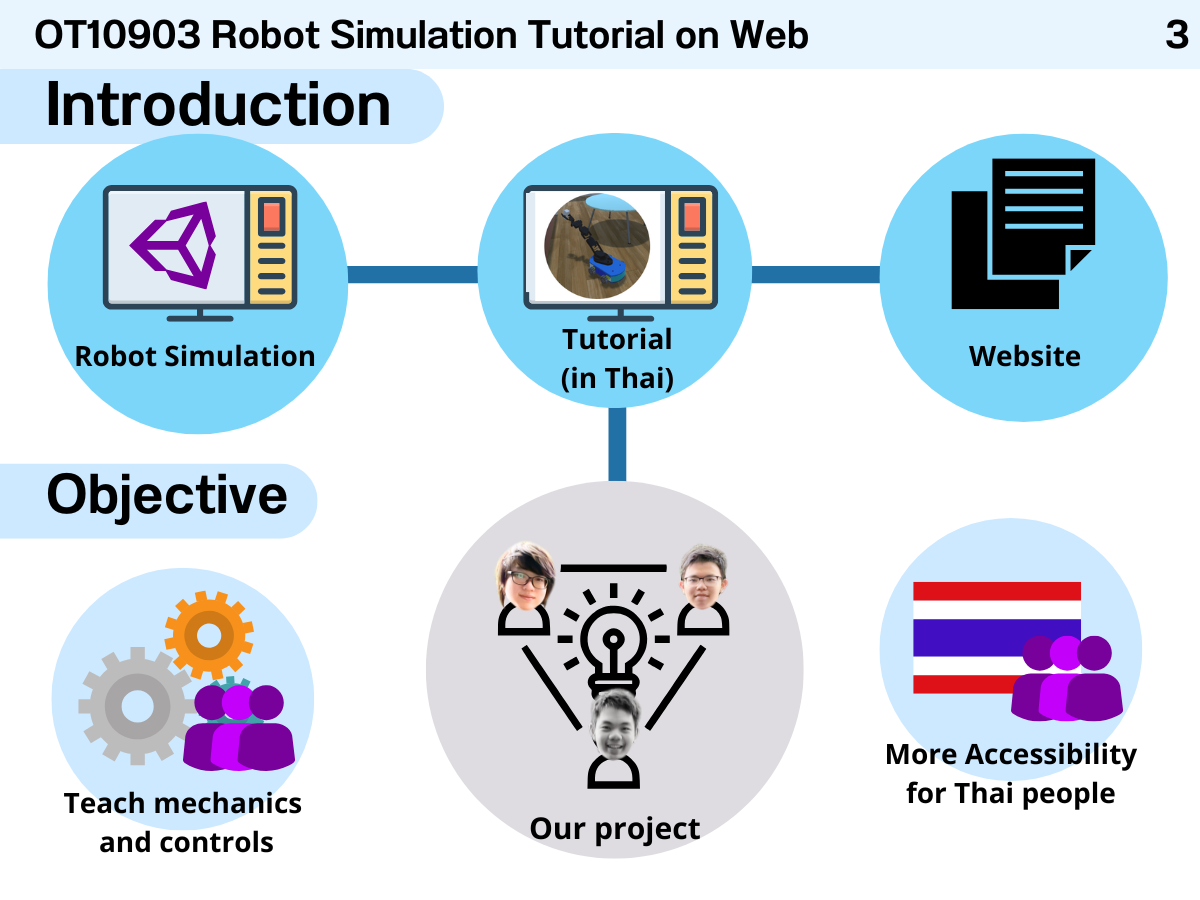 OT10903 Robot Simulation Tutorial on Web
3
Introduction
Robot Simulation
Tutorial
(in Thai)
Website
Objective
Teach mechanics
and controls
Our project
More Accessibility
for Thai people